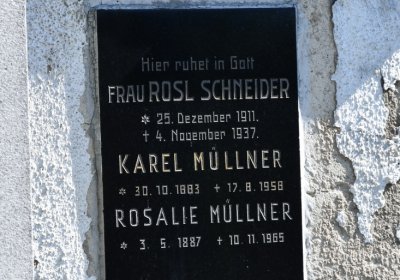 Hier ruhet in Gott
FRAU ROSL SCHNEIDER
* 25. Dezember 1911.
† 4. November 1937.
KAREL MÜLLNER
* 30.10.1883 † 17.8.1958
ROSALIE MÜLLNER
* 3. 5. 1887 † 10.11.1965